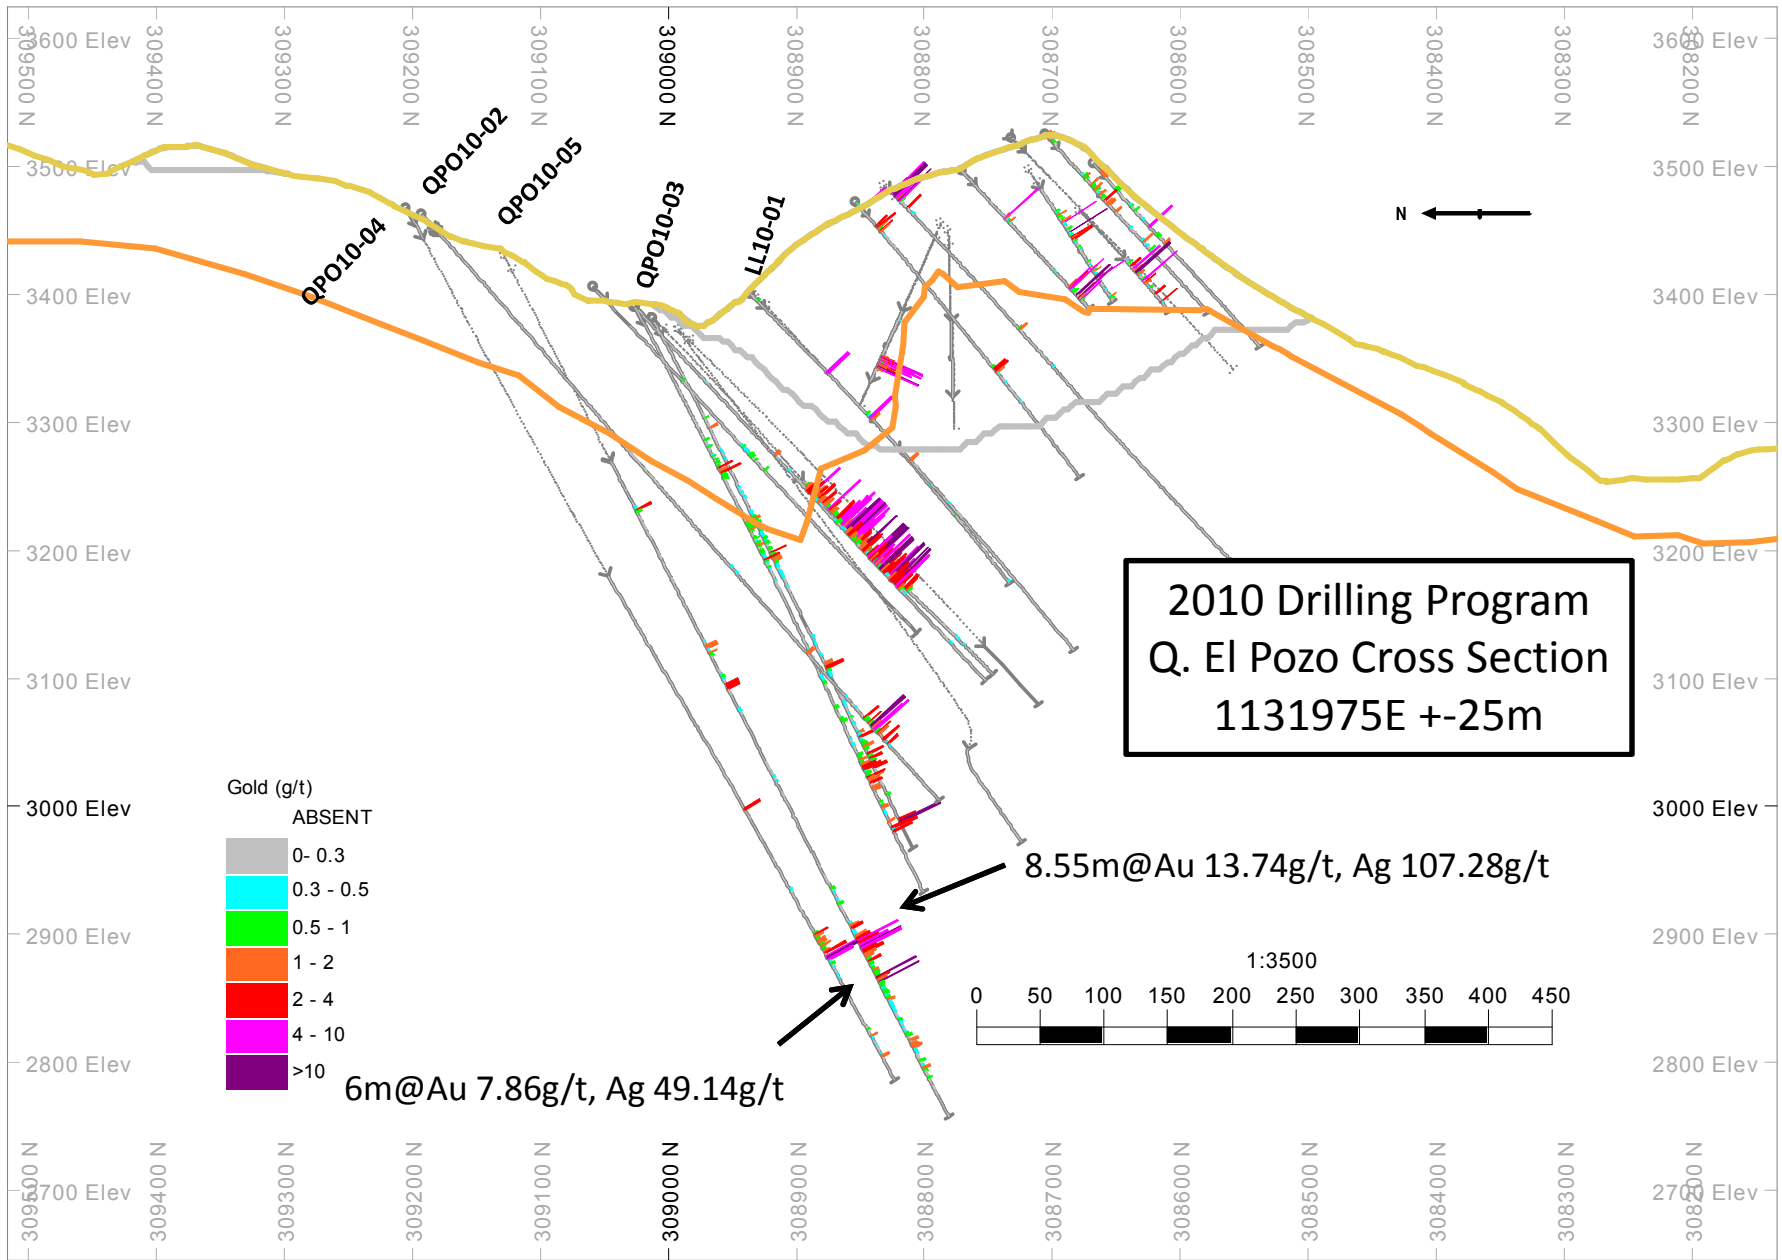 309500 N
309400 N
309300 N
309200 N
309100 N
309000 N
308900 N
308800 N
308700 N
308600 N
308500 N
308400 N
308300 N
308200 N
3600 Elev
3600 Elev
3500 Elev
3500 Elev
QPO10-02
QPO10-05
QPO10-03
LL10-01
QPO10-04
N
3400 Elev
3400 Elev
3300 Elev
3300 Elev
3200 Elev
3200 Elev
2010 Drilling Program
Q. El Pozo Cross Section
1131975E +-25m
3100 Elev
3100 Elev
3000 Elev
3000 Elev
Gold (g/t)
ABSENT
0- 0.3
0.3 - 0.5
0.5 - 1
1 - 2
2 - 4
4 - 10
>10
8.55m@Au 13.74g/t, Ag 107.28g/t
2900 Elev
2900 Elev
1:3500
0 50 100 150 200 250 300 350 400 450
2800 Elev
2800 Elev
6m@Au 7.86g/t, Ag 49.14g/t
2700 Elev
2700 Elev
309500 N
309400 N
309300 N
309200 N
309100 N
309000 N
308900 N
308800 N
308700 N
308600 N
308500 N
308400 N
308300 N
308200 N